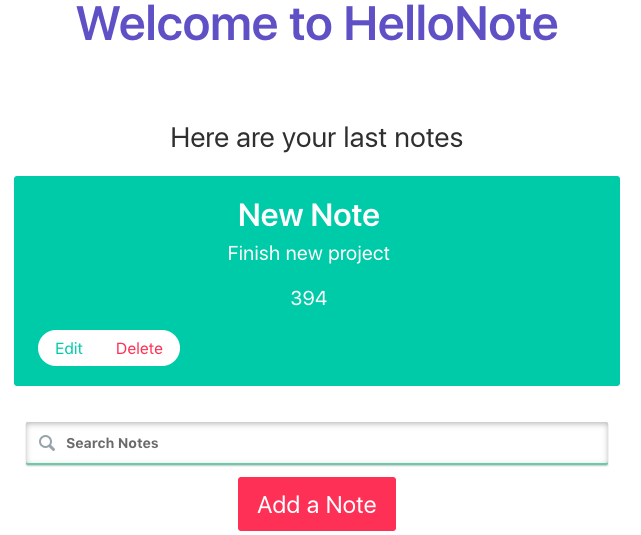 Welcome to HelloNote
Here are your last notes
New Note
Finish new project
394
Edit Delete
Search Notes
Add a Note